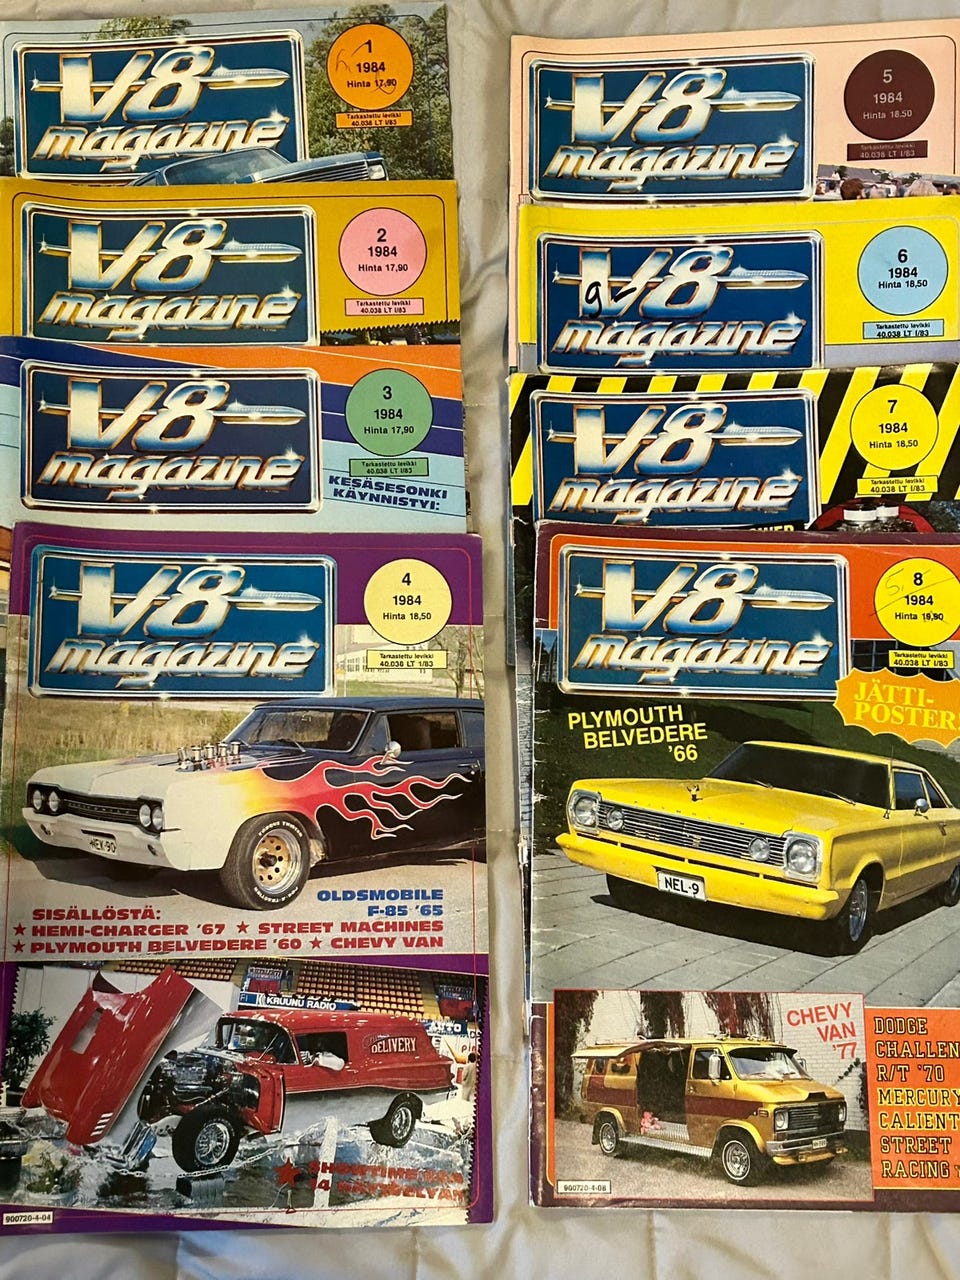 V8
magazine
1
1984
Hinta 17,90
Tarkastettu levikki
40.038 LT I/83
V8
magazine
2
1984
Hinta 17,90
Tarkastettu levikki
40.038 LT I/83
V8
magazine
3
1984
Hinta 17,90
Tarkastettu levikki
40.038 LT I/83
KESÄSESONKI
KÄYNNISTYI:
V8
magazine
4
1984
Hinta 18,50
Tarkastettu levikki
40.038 LT I/83
NEX-90
OLDSMOBILE
F-85 '65
SISÄLLÖSTÄ:
★ HEMI-CHARGER '67 ★ STREET MACHINES
★ PLYMOUTH BELVEDERE '60 ★ CHEVY VAN
KRUUNU RADIO
DELIVERY
900720-4-04
V8
magazine
5
1984
Hinta 18.50
Tarkastettu levikki
40.038 LT I/83
V8
magazine
9-
6
1984
Hinta 18,50
Tarkastettu levikki
40.038 LT I/83
V8
magazine
7
1984
Hinta 18,50
Tarkastettu levikki
40.038 LT I/83
V8
magazine
8
1984
Hinta 19,90
5,-
Tarkastettu levikki
40.038 LT I/83
JÄTTI-
POSTER
PLYMOUTH
BELVEDERE
'66
NEL-9
CHEVY
VAN
'77
DODGE
CHALLEN
R/T '70
MERCURY
CALIENT
STREET
RACING
900720-4-08